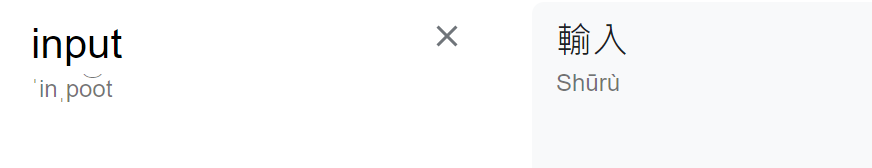 input
ˈinˌpo͝ot
輸入
Shūrù